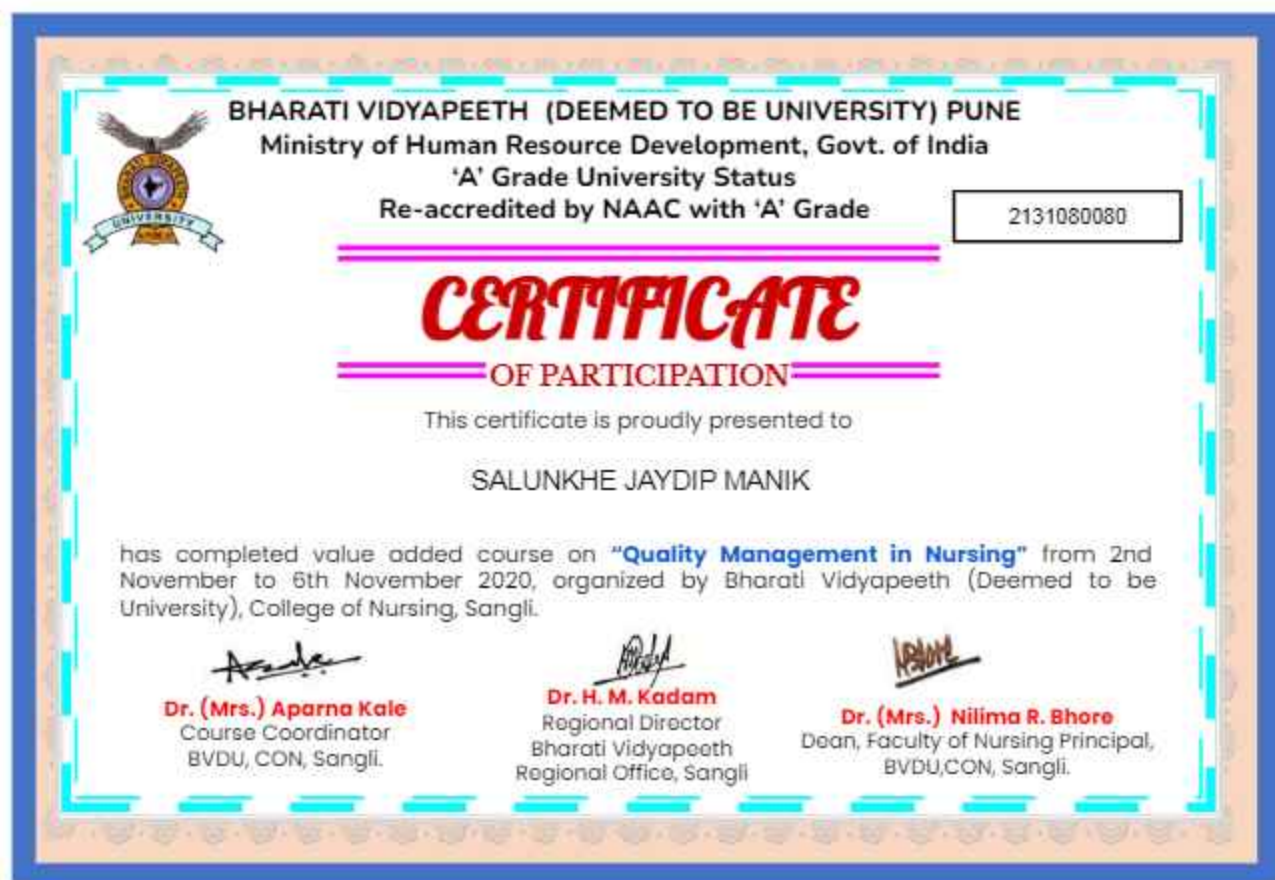 BHARATI VIDYAPEETH (DEEMED TO BE UNIVERSITY) PUNE
Ministry of Human Resource Development, Govt. of India
‘A’ Grade University Status
Re-accredited by NAAC with ‘A’ Grade
2131080080
BHARATI VIDYAPEETH
UNIVERSITY
CERTIFICATE
OF PARTICIPATION
This certificate is proudly presented to
SALUNKHE JAYDIP MANIK
has completed value added course on “Quality Management in Nursing” from 2nd
November to 6th November 2020, organized by Bharati Vidyapeeth (Deemed to be
University), College of Nursing, Sangli.
Dr. (Mrs.) Aparna Kale
Course Coordinator
BVDU, CON, Sangli.
Dr. H. M. Kadam
Regional Director
Bharati Vidyapeeth
Regional Office, Sangli
Dr. (Mrs.) Nilima R. Bhore
Dean, Faculty of Nursing Principal,
BVDU,CON, Sangli.